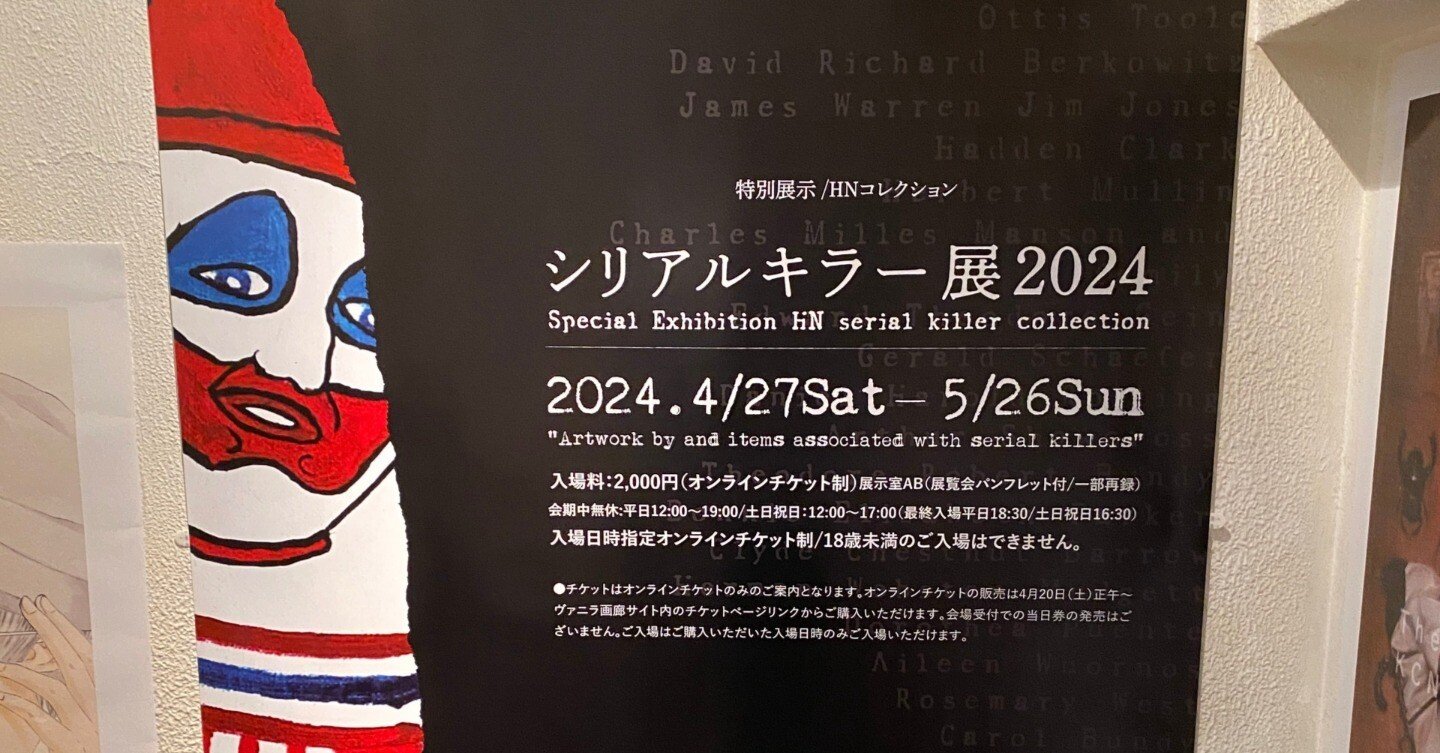 Ottis Toole
David Richard Berkowitz
James Warren Jim Jones
Hadden Clark
特別展示/HNコレクション
Herbert Mullin
Charles Milles Manson and
シリアルキラー展2024
Special Exhibition HN serial killer collection
Gerald Schaefer
2024.4/27Sat — 5/26Sun
"Artwork by and items associated with serial killers"
Theodore Robert Bundy
入場料:2,000円(オンラインチケット制)展示室AB(展覧会パンフレット付/一部再録)
会期中無休:平日12:00〜19:00/土日祝日:12:00〜17:00(最終入場平日18:30/土日祝日16:30)
入場日時指定オンラインチケット制/18歳未満のご入場はできません。
●チケットはオンラインチケットのみのご案内となります。オンラインチケットの販売は4月20日(土)正午〜
ヴァニラ画廊サイト内のチケットページリンクからご購入いただけます。会場受付での当日券の発売はご
ざいません。ご入場はご購入いただいた入場日時のみご入場いただけます。
Aileen Wuornos
Rosemary West
Carol Bundy